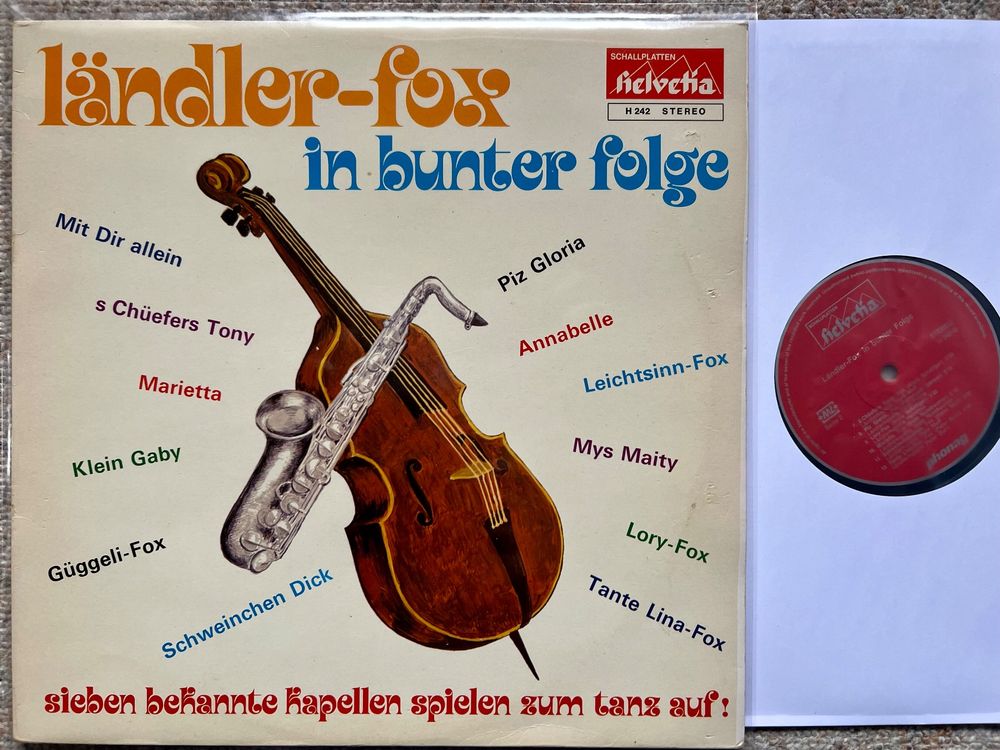 ländler-fox
SCHALLPLATTEN
helvetia
H 242 STEREO
in bunter folge
Mit Dir allein
s Chüefers Tony
Marietta
Klein Gaby
Güggeli-Fox
Schweinchen Dick
Piz Gloria
Annabelle
Leichtsinn-Fox
Mys Maity
Lory-Fox
Tante Lina-Fox
sieben bekannte kapellen spielen zum tanz auf!
SCHALLPLATTEN
helvetia
Ländler-Fox in bunter Folge
phonag